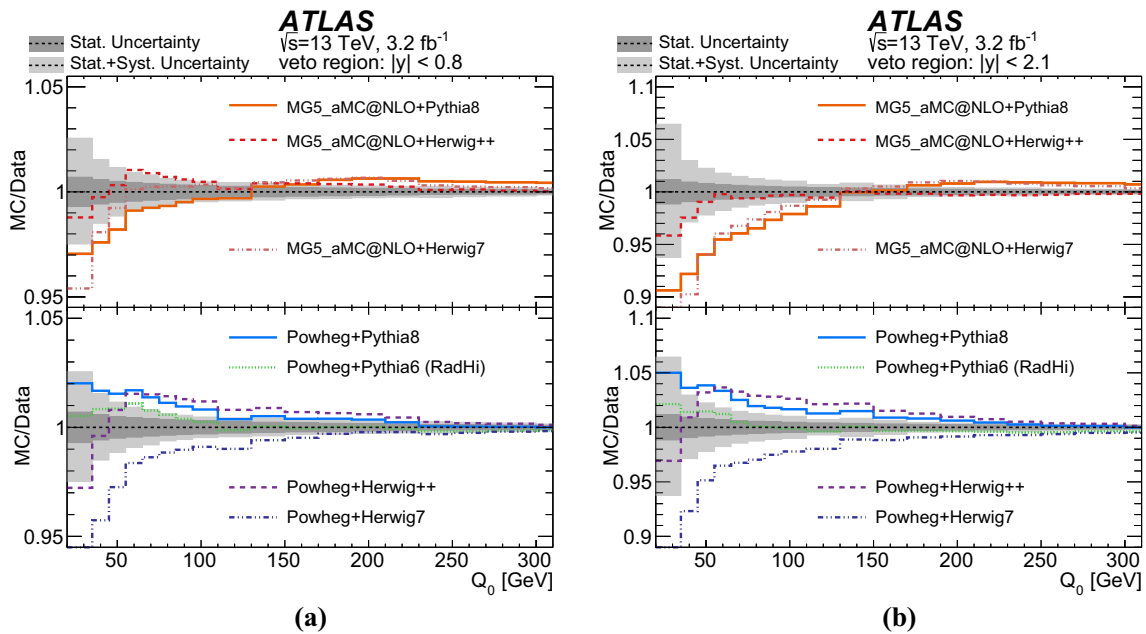 ATLAS
Stat. Uncertainty
√s=13 TeV, 3.2 fb⁻¹
Stat.+Syst. Uncertainty
veto region: |y| < 0.8
MC/Data
1.05
1
0.95
MG5_aMC@NLO+Pythia8
MG5_aMC@NLO+Herwig++
MG5_aMC@NLO+Herwig7
MC/Data
1.05
1
0.95
Powheg+Pythia8
Powheg+Pythia6 (RadHi)
Powheg+Herwig++
Powheg+Herwig7
50 100 150 200 250 300
Q₀ [GeV]
(a)
ATLAS
Stat. Uncertainty
√s=13 TeV, 3.2 fb⁻¹
Stat.+Syst. Uncertainty
veto region: |y| < 2.1
MC/Data
1.1
1.05
1
0.95
0.9
MG5_aMC@NLO+Pythia8
MG5_aMC@NLO+Herwig++
MG5_aMC@NLO+Herwig7
MC/Data
1.1
1.05
1
0.95
0.9
Powheg+Pythia8
Powheg+Pythia6 (RadHi)
Powheg+Herwig++
Powheg+Herwig7
50 100 150 200 250 300
Q₀ [GeV]
(b)